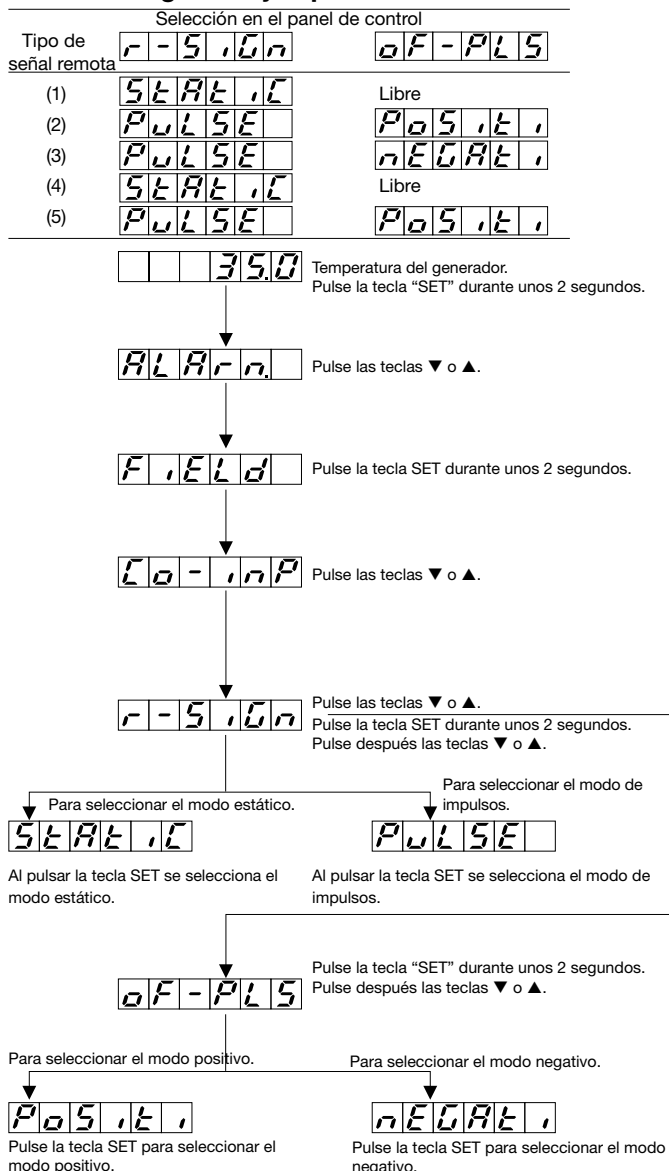 Selección en el panel de control
Tipo de señal remota r-SiGn oF-PLS
(1) StAtiC Libre
(2) PuLSE PoSiti
(3) PuLSE nEGAti
(4) StAtiC Libre
(5) PuLSE PoSiti
35.0 Temperatura del generador.
Pulse la tecla “SET” durante unos 2 segundos.
ALArn. Pulse las teclas ▼ o ▲.
FiELd Pulse la tecla SET durante unos 2 segundos.
Co-inP Pulse las teclas ▼ o ▲.
r-SiGn Pulse las teclas ▼ o ▲.
Pulse la tecla SET durante unos 2 segundos.
Pulse después las teclas ▼ o ▲.
Para seleccionar el modo estático.
StAtiC
Al pulsar la tecla SET se selecciona el
modo estático.
Para seleccionar el modo de
impulsos.
PuLSE
Al pulsar la tecla SET se selecciona el modo de
impulsos.
oF-PLS Pulse la tecla “SET” durante unos 2 segundos.
Pulse después las teclas ▼ o ▲.
Para seleccionar el modo positivo.
PoSiti
Pulse la tecla SET para seleccionar el
modo positivo.
Para seleccionar el modo negativo.
nEGAti
Pulse la tecla SET para seleccionar el modo
negativo.